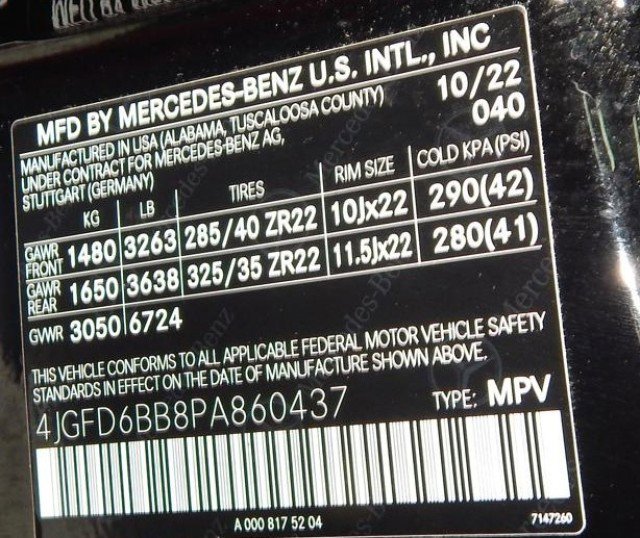 MFD BY MERCEDES-BENZ U.S. INTL., INC
10/22
MANUFACTURED IN USA (ALABAMA, TUSCALOOSA COUNTY)
040
UNDER CONTRACT FOR MERCEDES-BENZ AG,
STUTTGART (GERMANY)
KG LB TIRES RIM SIZE COLD KPA (PSI)
GAWR FRONT 1480 3263 285/40 ZR22 10Jx22 290(42)
GAWR REAR 1650 3638 325/35 ZR22 11.5Jx22 280(41)
GVWR 3050 6724
THIS VEHICLE CONFORMS TO ALL APPLICABLE FEDERAL MOTOR VEHICLE SAFETY
STANDARDS IN EFFECT ON THE DATE OF MANUFACTURE SHOWN ABOVE.
4JGFD6BB8PA860437 TYPE: MPV
A 000 817 52 04
7147260